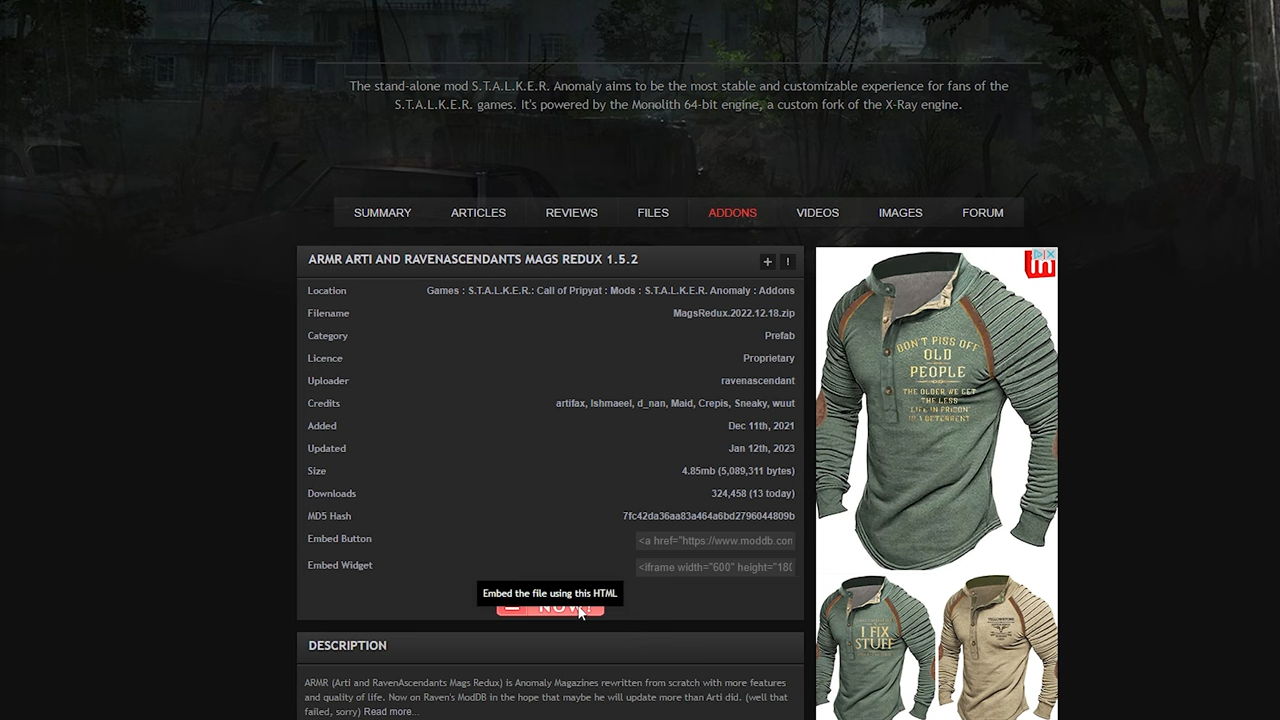 The stand-alone mod S.T.A.L.K.E.R. Anomaly aims to be the most stable and customizable experience for fans of the
S.T.A.L.K.E.R. games. It's powered by the Monolith 64-bit engine, a custom fork of the X-Ray engine.
SUMMARY ARTICLES REVIEWS FILES ADDONS VIDEOS IMAGES FORUM
ARMR ARTI AND RAVENASCENDANTS MAGS REDUX 1.5.2 + !
Location Games : S.T.A.L.K.E.R.: Call of Pripyat : Mods : S.T.A.L.K.E.R. Anomaly : Addons
Filename MagsRedux.2022.12.18.zip
Category Prefab
Licence Proprietary
Uploader ravenascendant
Credits artifax, Ishmaeel, d_nan, Maid, Crepis, Sneaky, wuut
Added Dec 11th, 2021
Updated Jan 12th, 2023
Size 4.85mb (5,089,311 bytes)
Downloads 324,458 (13 today)
MD5 Hash 7fc42da36aa83a464a6bd2796044809b
Embed Button <a href="https://www.moddb.com
Embed Widget <iframe width="600" height="180
Embed the file using this HTML
NOW!
DESCRIPTION
ARMR (Arti and RavenAscendants Mags Redux) is Anomaly Magazines rewritten from scratch with more features
and quality of life. Now on Raven's ModDB in the hope that maybe he will update more than Arti did. (well that
failed, sorry) Read more...
DON'T PISS OFF
OLD
PEOPLE
THE OLDER WE GET
THE LESS
"LIFE IN PRISON"
IS A DETERRENT
I FIX
STUFF